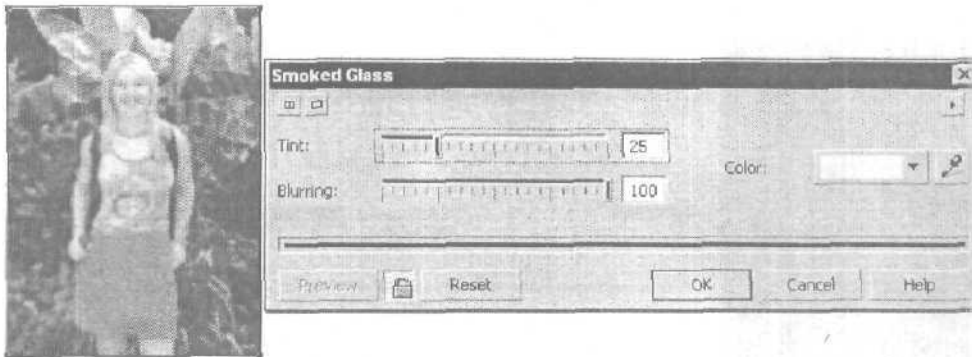 Smoked Glass
Tint:
25
Color:
Blurring:
100
Preview
Reset
OK
Cancel
Help